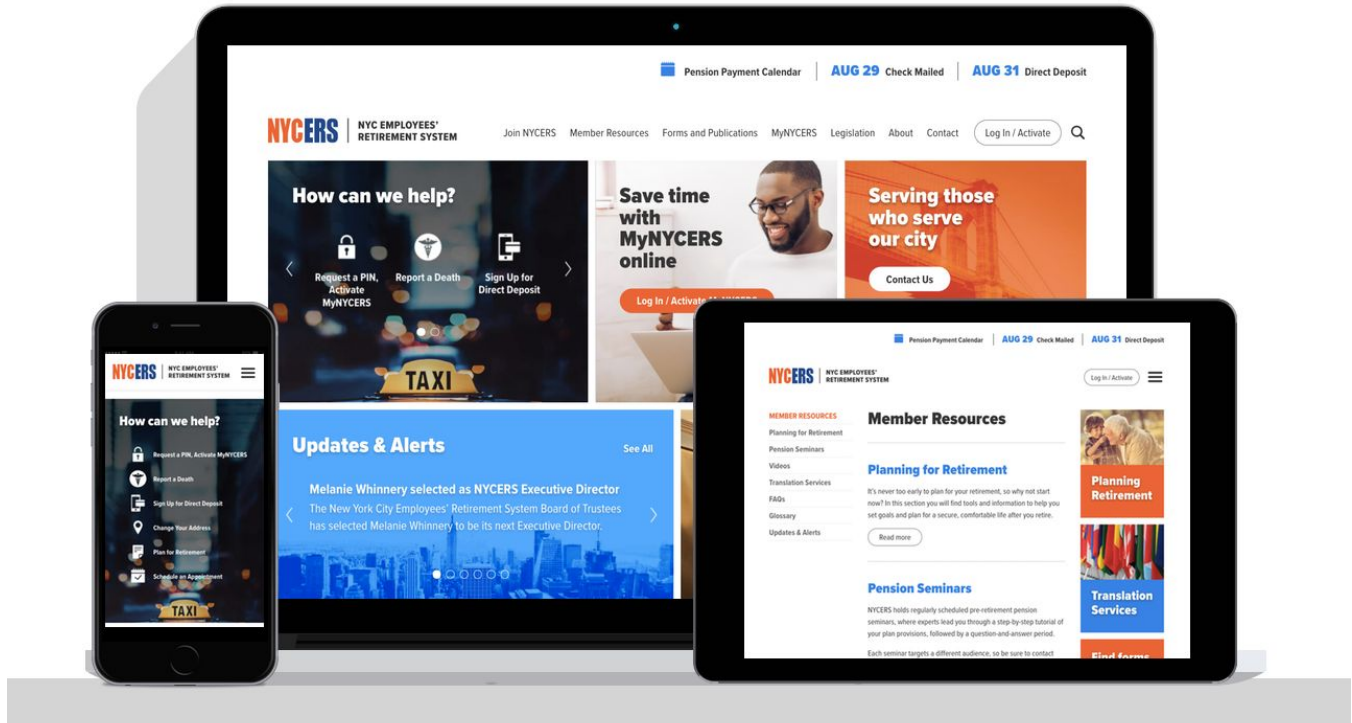 Pension Payment Calendar
AUG 29 Check Mailed
AUG 31 Direct Deposit
NYCERS
NYC EMPLOYEES'
RETIREMENT SYSTEM
Join NYCERS
Member Resources
Forms and Publications
MyNYCERS
Legislation
About
Contact
Log In / Activate
How can we help?
Request a PIN,
Activate
MyNYCERS
Report a Death
Sign Up for
Direct Deposit
TAXI
Save time
with
MyNYCERS
online
Log In / Activate
Serving those
who serve
our city
Contact Us
Updates & Alerts
See All
Melanie Whinnery selected as NYCERS Executive Director
The New York City Employees' Retirement System Board of Trustees
has selected Melanie Whinnery to be its next Executive Director.
NYCERS
NYC EMPLOYEES'
RETIREMENT SYSTEM
How can we help?
Request a PIN, Activate MyNYCERS
Report a Death
Sign Up for Direct Deposit
Change Your Address
Plan for Retirement
Schedule an Appointment
TAXI
Pension Payment Calendar
AUG 29 Check Mailed
AUG 31 Direct Deposit
NYCERS
NYC EMPLOYEES'
RETIREMENT SYSTEM
Log In / Activate
MEMBER RESOURCES
Planning for Retirement
Pension Seminars
Videos
Translation Services
FAQs
Glossary
Updates & Alerts
Member Resources
Planning for Retirement
It's never too early to plan for your retirement, so why not start
now? In this section you will find tools and information to help you
set goals and plan for a secure, comfortable life after you retire.
Read more
Pension Seminars
NYCERS holds regularly scheduled pre-retirement pension
seminars, where experts lead you through a step-by-step tutorial of
your plan provisions, followed by a question-and-answer period.
Each seminar targets a different audience, so be sure to contact
Planning
Retirement
Translation
Services
Find forms